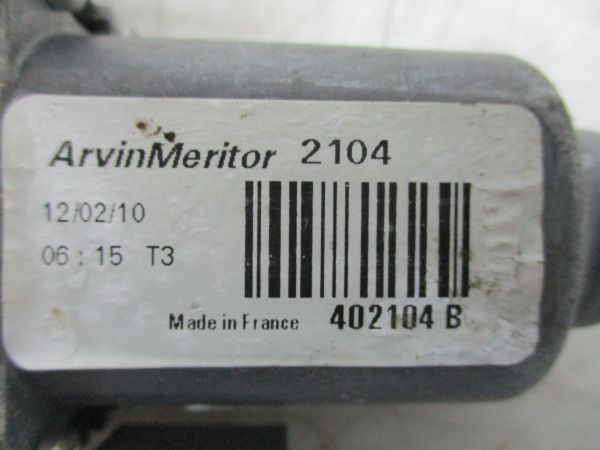 ArvinMeritor 2104
12/02/10
06 : 15 T3
Made in France 402104 B